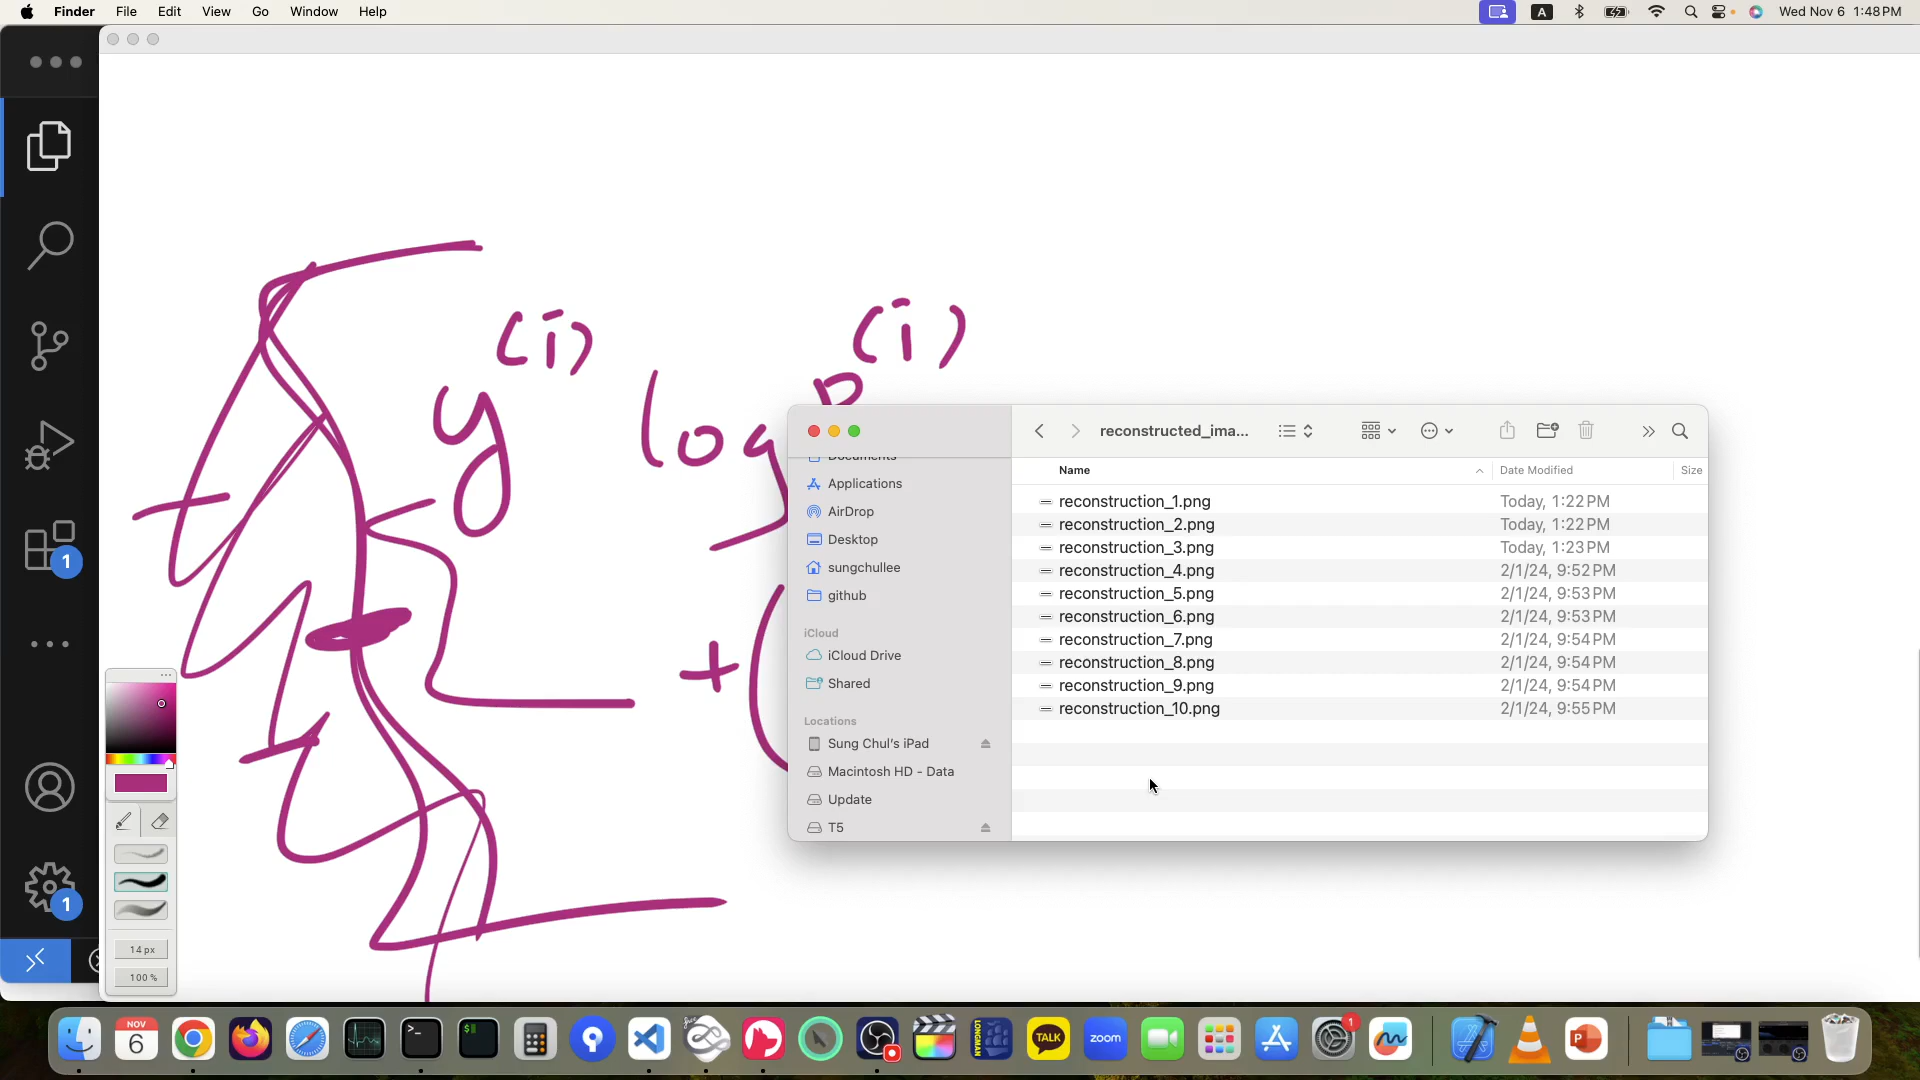 Finder File Edit View Go Window Help
A
Wed Nov 6 1:48 PM
(i)
y
(i)
log
+
reconstructed_ima...
Documents
Applications
AirDrop
Desktop
sungchullee
github
iCloud
iCloud Drive
Shared
Locations
Sung Chul's iPad
Macintosh HD - Data
Update
T5
Name Date Modified Size
reconstruction_1.png Today, 1:22 PM
reconstruction_2.png Today, 1:22 PM
reconstruction_3.png Today, 1:23 PM
reconstruction_4.png 2/1/24, 9:52 PM
reconstruction_5.png 2/1/24, 9:53 PM
reconstruction_6.png 2/1/24, 9:53 PM
reconstruction_7.png 2/1/24, 9:54 PM
reconstruction_8.png 2/1/24, 9:54 PM
reconstruction_9.png 2/1/24, 9:54 PM
reconstruction_10.png 2/1/24, 9:55 PM
1
1
14 px
100 %
NOV
6
LONGMAN
TALK
zoom
1